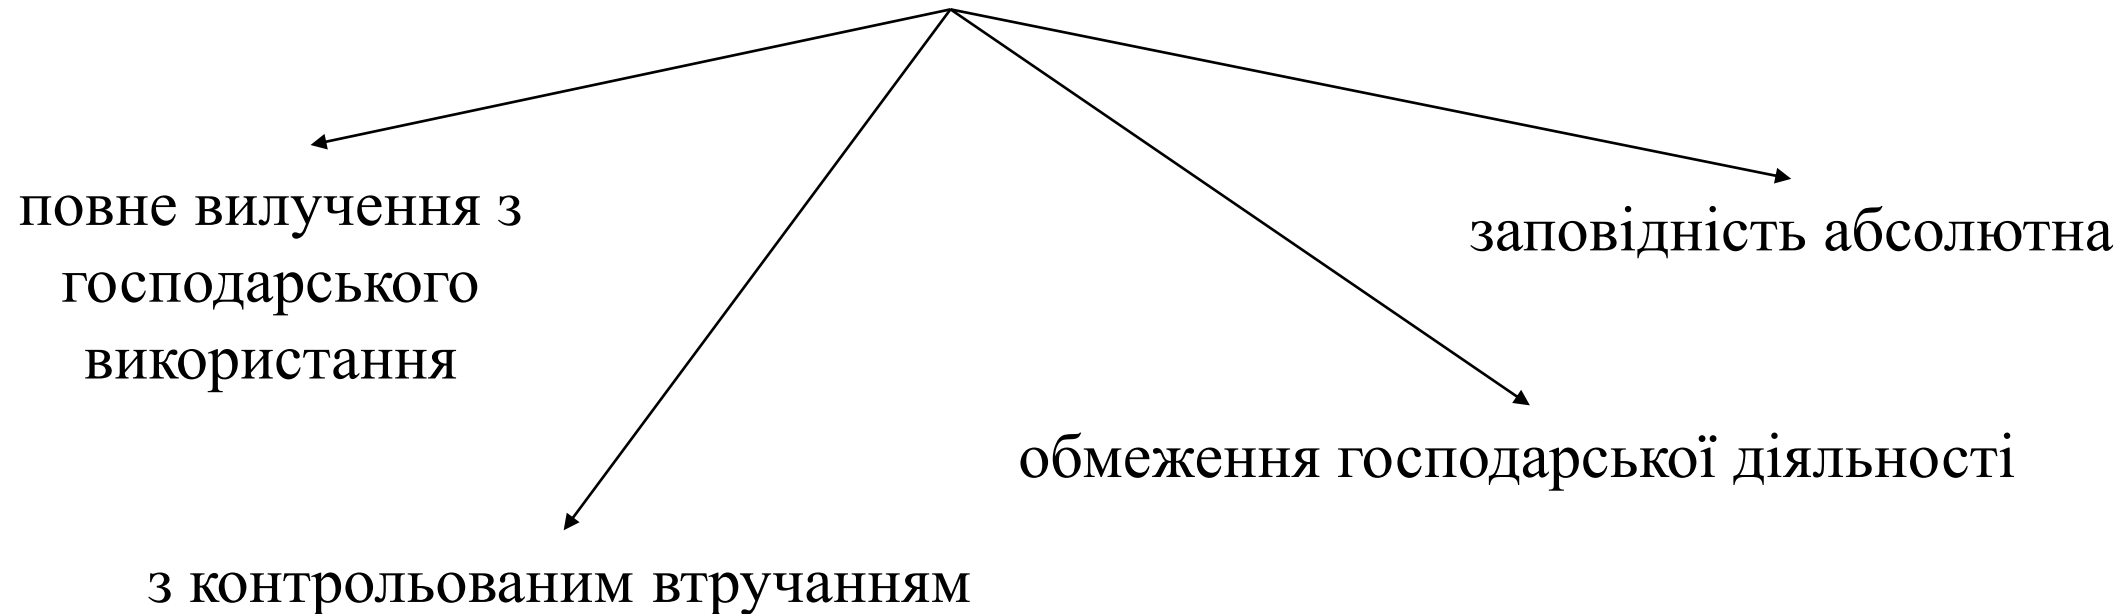 повне вилучення з
господарського
використання
заповідність абсолютна
обмеження господарської діяльності
з контрольованим втручанням